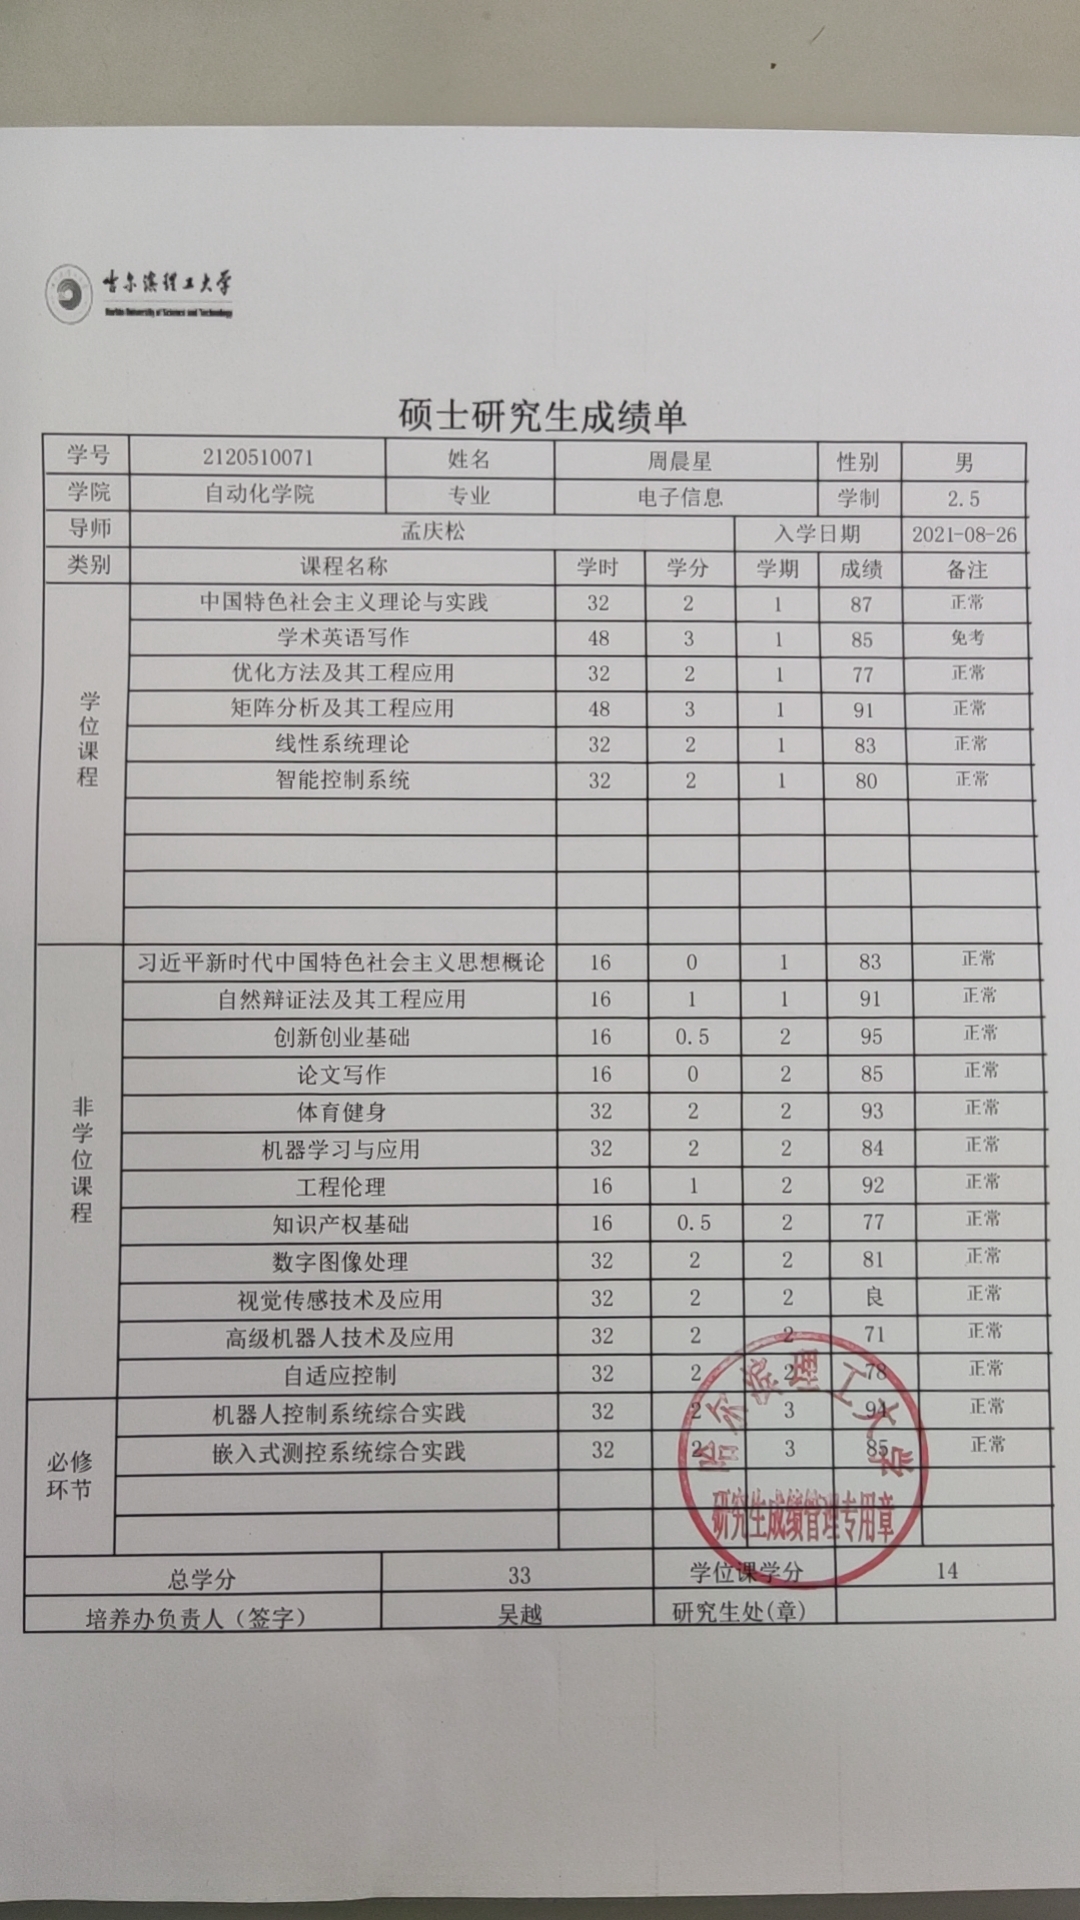 哈尔滨理工大学
Harbin University of Science and Technology
硕士研究生成绩单
学号 2120510071 姓名 周晨星 性别 男
学院 自动化学院 专业 电子信息 学制 2.5
导师 孟庆松 入学日期 2021-08-26
类别 课程名称 学时 学分 学期 成绩 备注
学位课程
中国特色社会主义理论与实践 32 2 1 87 正常
学术英语写作 48 3 1 85 免考
优化方法及其工程应用 32 2 1 77 正常
矩阵分析及其工程应用 48 3 1 91 正常
线性系统理论 32 2 1 83 正常
智能控制系统 32 2 1 80 正常
非学位课程
习近平新时代中国特色社会主义思想概论 16 0 1 83 正常
自然辩证法及其工程应用 16 1 1 91 正常
创新创业基础 16 0.5 2 95 正常
论文写作 16 0 2 85 正常
体育健身 32 2 2 93 正常
机器学习与应用 32 2 2 84 正常
工程伦理 16 1 2 92 正常
知识产权基础 16 0.5 2 77 正常
数字图像处理 32 2 2 81 正常
视觉传感技术及应用 32 2 2 良 正常
高级机器人技术及应用 32 2 2 71 正常
自适应控制 32 2 2 78 正常
必修环节
机器人控制系统综合实践 32 2 3 94 正常
嵌入式测控系统综合实践 32 2 3 85 正常
哈尔滨理工大学
研究生成绩管理专用章
总学分 33 学位课学分 14
培养办负责人（签字） 吴越 研究生处(章)